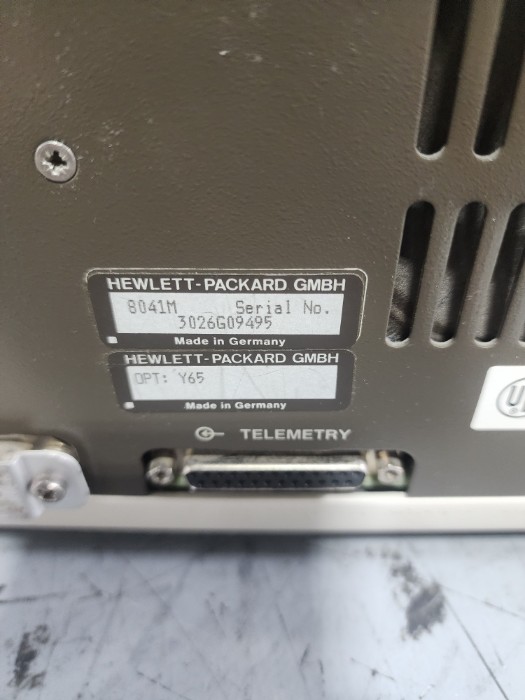 HEWLETT-PACKARD GMBH
8041M Serial No.
3026G09495
Made in Germany
HEWLETT-PACKARD GMBH
OPT: Y65
Made in Germany
TELEMETRY